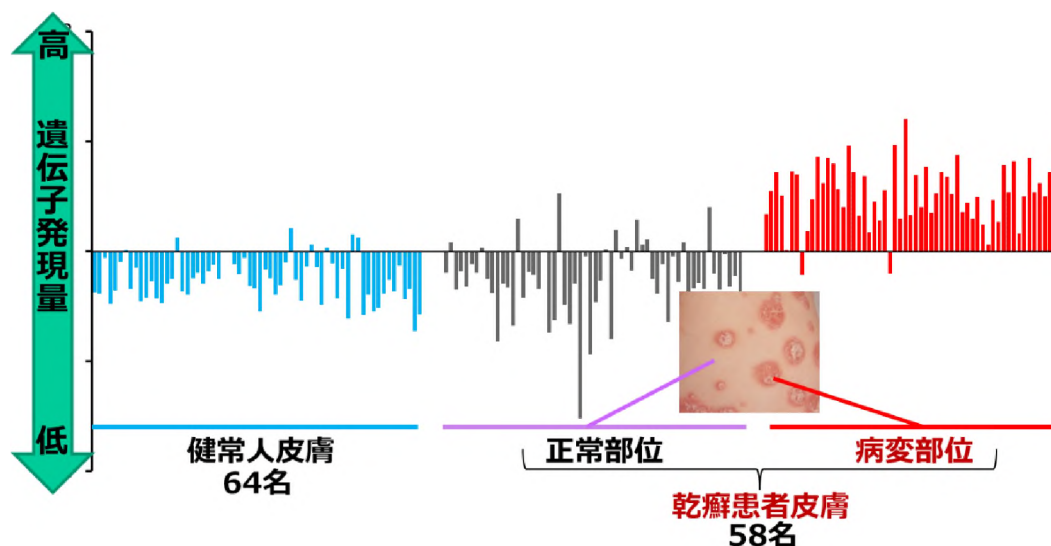 高
遺伝子発現量
低
健常人皮膚
64名
正常部位
病変部位
乾癬患者皮膚
58名